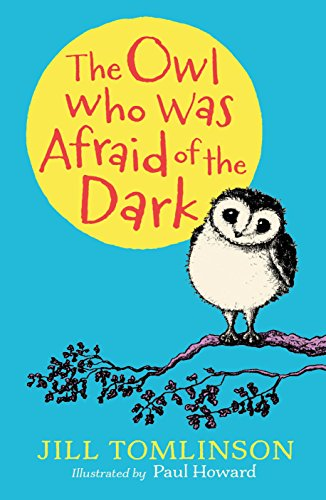 The Owl
who was
Afraid of the
Dark
JILL TOMLINSON
Illustrated by Paul Howard